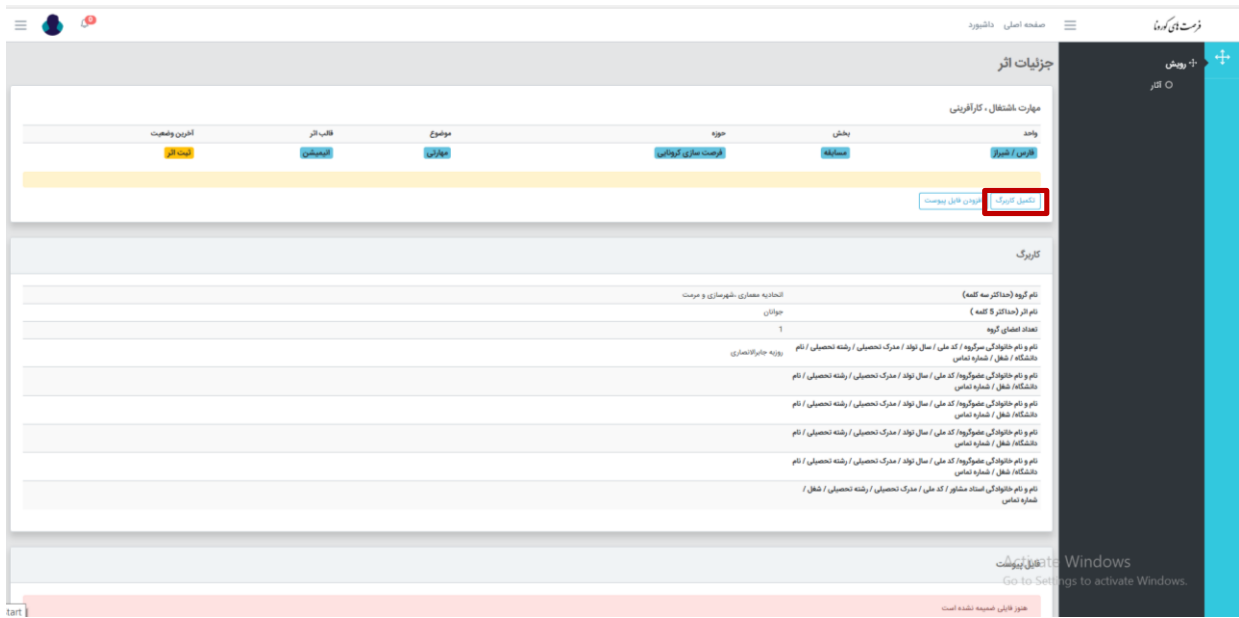 فرصت های کورونا
صفحه اصلی داشبورد
0
رویش
آثار
جزئیات اثر
مهارت ،اشتغال ، کارآفرینی
واحد بخش حوزه موضوع قالب اثر آخرین وضعیت
فارس / شیراز مسابقه فرصت سازی کرونایی مهارتی انیمیشن ثبت اثر
تکمیل کاربرگ افزودن فایل پیوست
کاربرگ
نام گروه (حداکثر سه کلمه) اتحادیه معماری ،شهرسازی و مرمت
نام اثر (حداکثر 5 کلمه ) جوانان
تعداد اعضای گروه 1
نام و نام خانوادگی سرگروه / کد ملی / سال تولد / مدرک تحصیلی / رشته تحصیلی / نام روزبه جابرالانصاری
دانشگاه / شغل / شماره تماس
نام و نام خانوادگی عضوگروه/ کد ملی / سال تولد / مدرک تحصیلی / رشته تحصیلی / نام
دانشگاه/ شغل / شماره تماس
نام و نام خانوادگی عضوگروه/ کد ملی / سال تولد / مدرک تحصیلی / رشته تحصیلی / نام
دانشگاه/ شغل / شماره تماس
نام و نام خانوادگی عضوگروه/ کد ملی / سال تولد / مدرک تحصیلی / رشته تحصیلی / نام
دانشگاه/ شغل / شماره تماس
نام و نام خانوادگی عضوگروه/ کد ملی / سال تولد / مدرک تحصیلی / رشته تحصیلی / نام
دانشگاه/ شغل / شماره تماس
نام و نام خانوادگی استاد مشاور / کد ملی / مدرک تحصیلی / رشته تحصیلی / شغل /
شماره تماس
فایل پیوست
Activate Windows
Go to Settings to activate Windows.
هنوز فایلی ضمیمه نشده است
tart